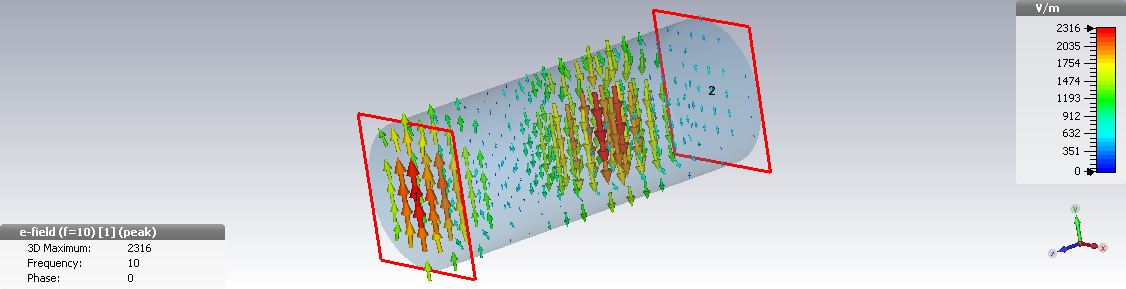 V/m
2316
2035
1754
1474
1193
912
632
351
0
2
1
e-field (f=10) [1] (peak)
3D Maximum: 2316
Frequency: 10
Phase: 0
y
z
x